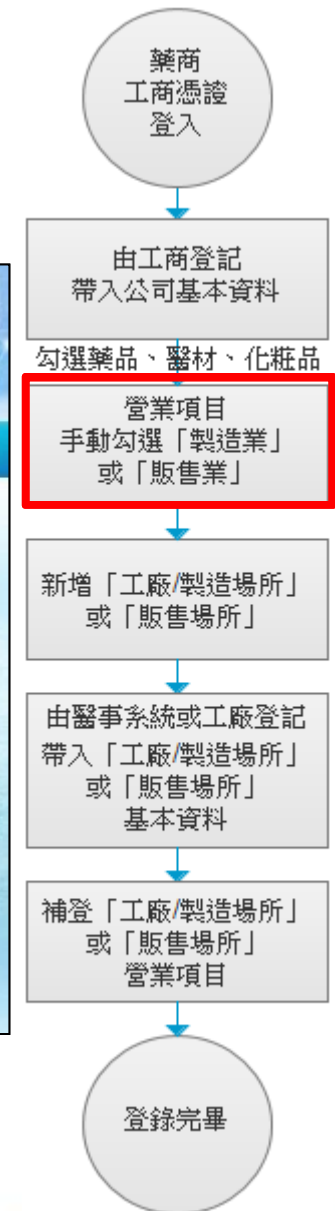 藥商
工商憑證
登入
由工商登記
帶入公司基本資料
勾選藥品、醫材、化粧品
營業項目
手動勾選「製造業」
或「販售業」
新增「工廠/製造場所」
或「販售場所」
由醫事系統或工廠登記
帶入「工廠/製造場所」
或「販售場所」
基本資料
補登「工廠/製造場所」
或「販售場所」
營業項目
登錄完畢